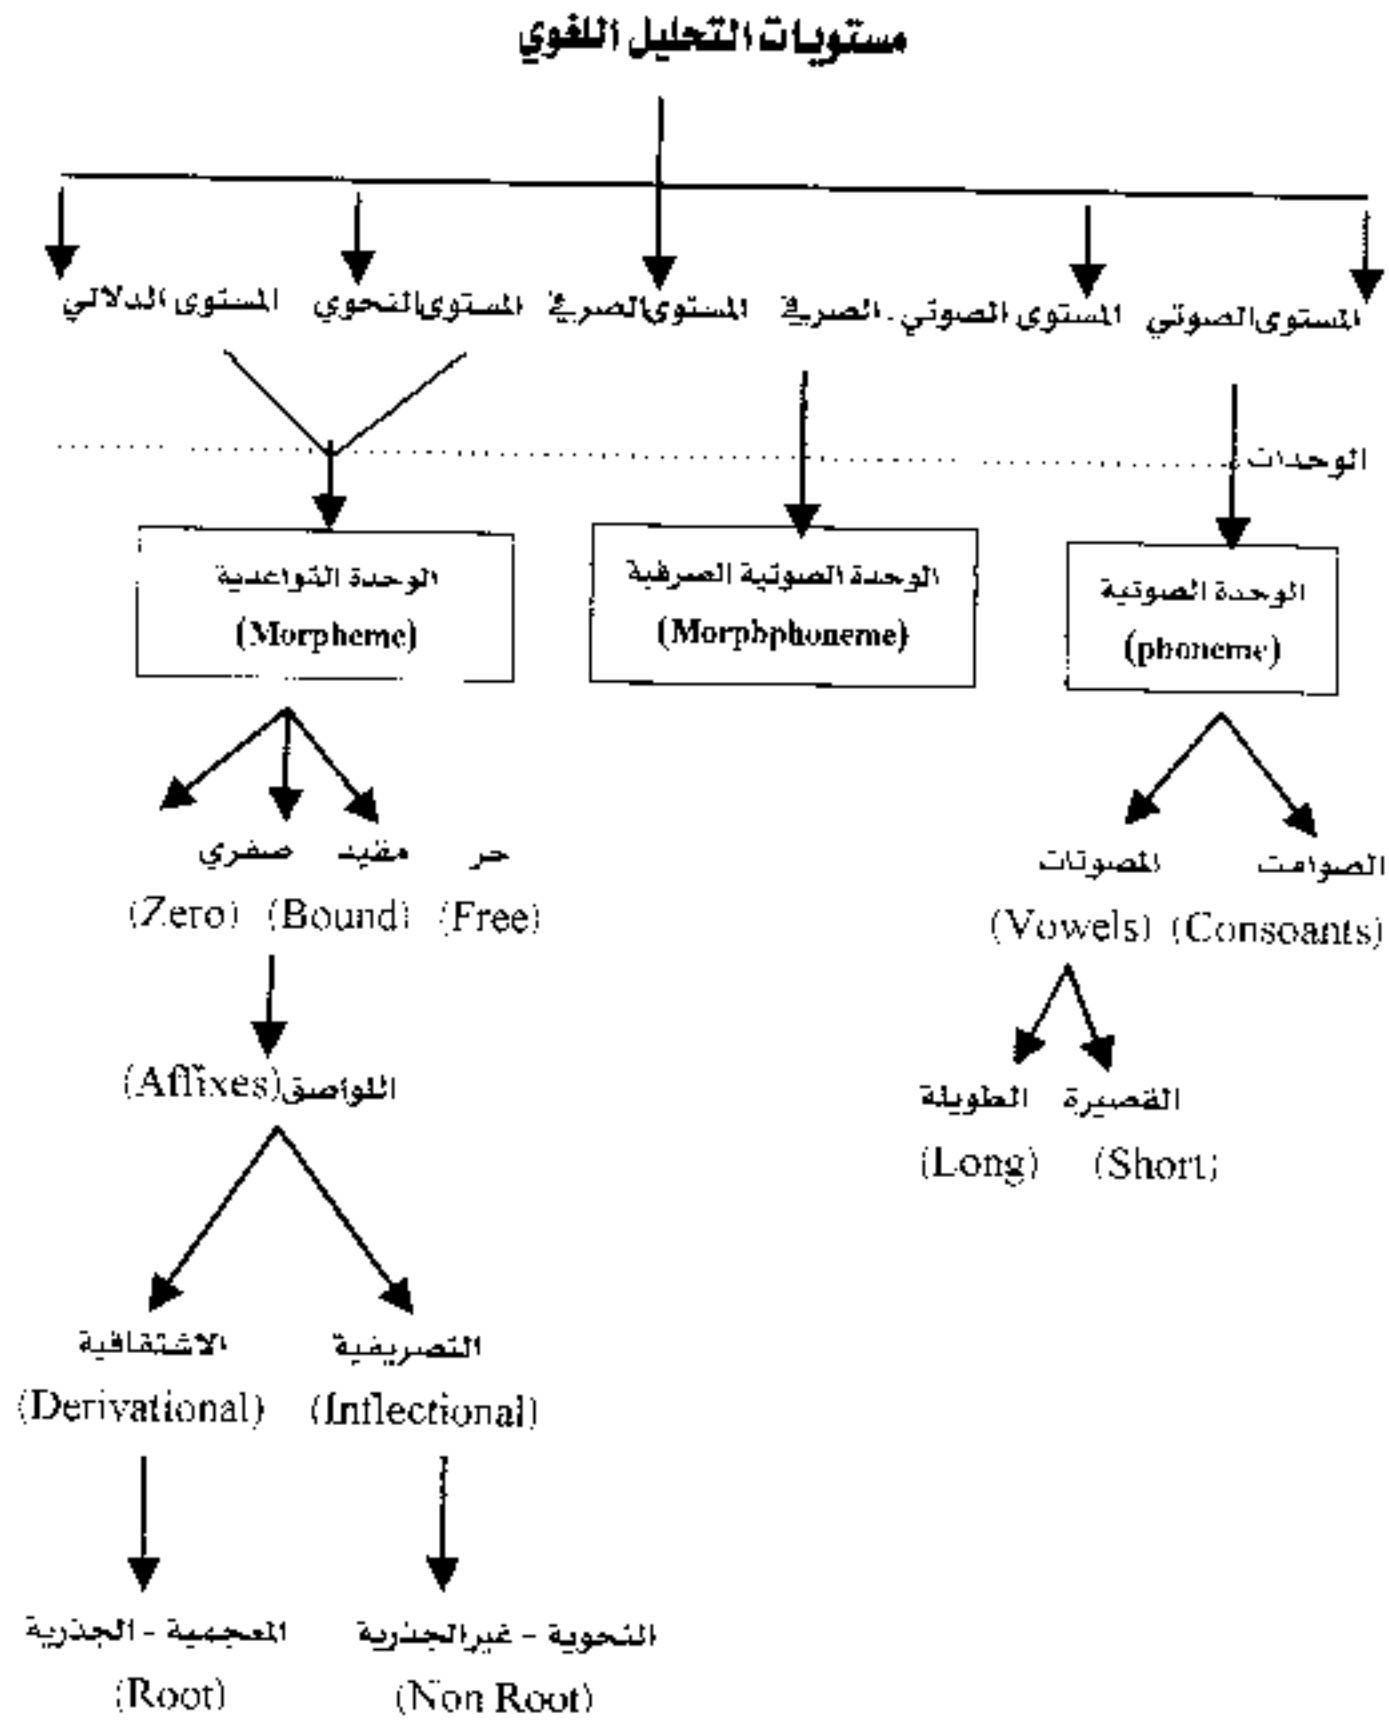 مستويات التحليل اللغوي
المستوى الصوتي المستوى الصوتي - الصرفي المستوى الصرفي المستوى النحوي المستوى الدلالي
الوحدات
الوحدة الصوتية
(phoneme)
الوحدة الصوتية الصرفية
(Morphphoneme)
الوحدة القواعدية
(Morpheme)
الصوامت المصوتات
(Vowels) (Consoants)
القصيرة الطويلة
(Long) (Short)
حر مقيد صفري
(Zero) (Bound) (Free)
اللواصق (Affixes)
التصريفية الاشتقاقية
(Derivational) (Inflectional)
النحوية - غير الجذرية المعجمية - الجذرية
(Root) (Non Root)